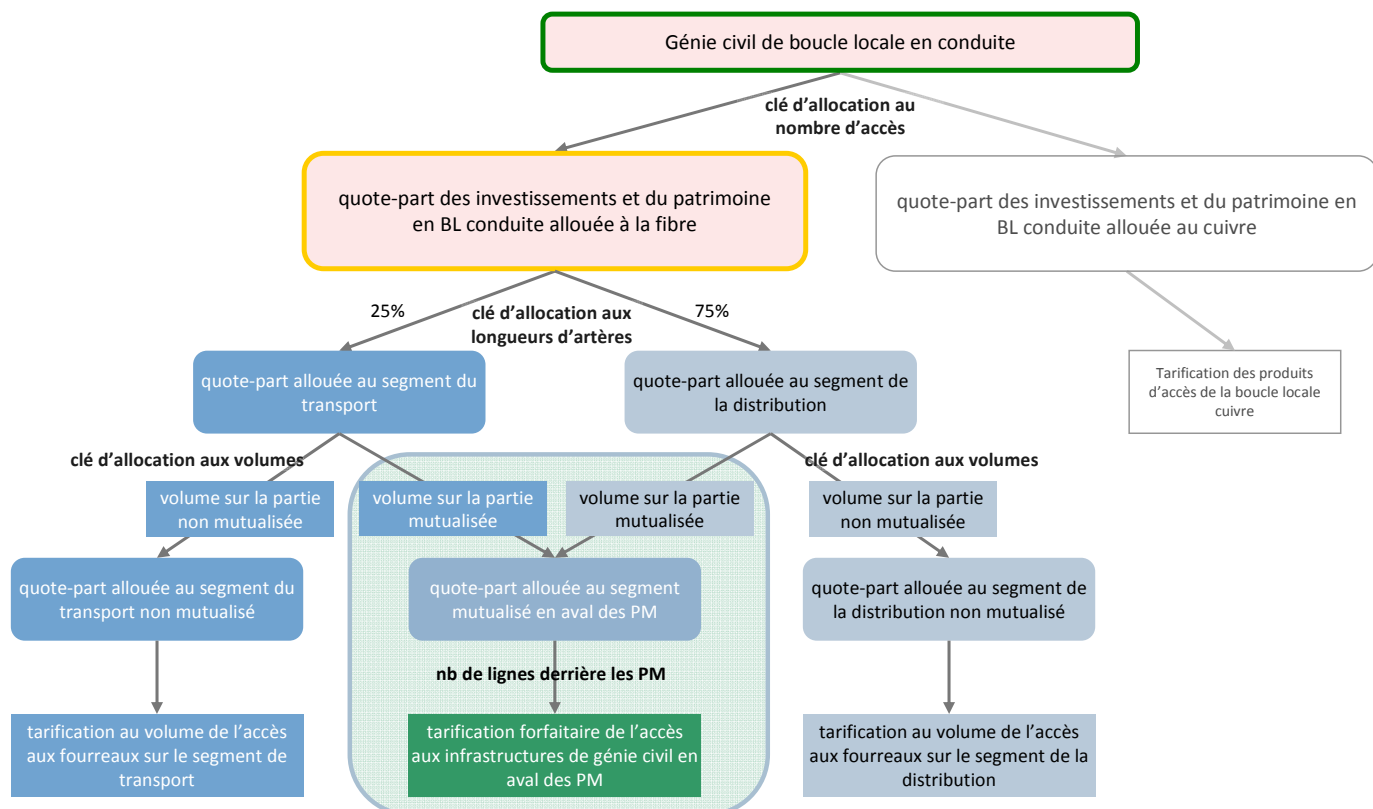 Génie civil de boucle locale en conduite
clé d’allocation au
nombre d’accès
quote-part des investissements et du patrimoine
en BL conduite allouée à la fibre
quote-part des investissements et du patrimoine en
BL conduite allouée au cuivre
25%
clé d’allocation aux
longueurs d’artères
75%
quote-part allouée au segment du
transport
quote-part allouée au segment de
la distribution
Tarification des produits
d’accès de la boucle locale
cuivre
clé d’allocation aux volumes
clé d’allocation aux volumes
volume sur la partie
non mutualisée
volume sur la partie
mutualisée
volume sur la partie
mutualisée
volume sur la partie
non mutualisée
quote-part allouée au segment du
transport non mutualisé
quote-part allouée au segment
mutualisé en aval des PM
quote-part allouée au segment de
la distribution non mutualisé
nb de lignes derrière les PM
tarification au volume de l’accès
aux fourreaux sur le segment de
transport
tarification forfaitaire de l’accès
aux infrastructures de génie civil en
aval des PM
tarification au volume de l’accès
aux fourreaux sur le segment de la
distribution